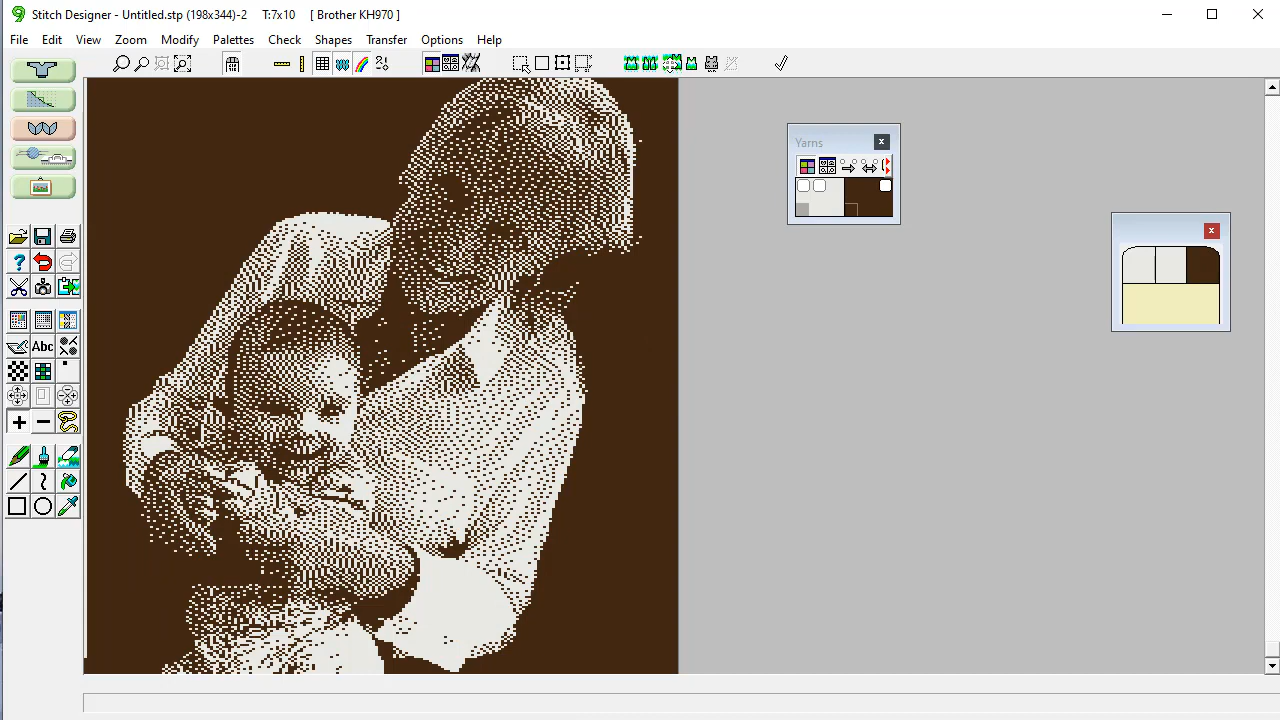 Stitch Designer - Untitled.stp (198x344)-2 T:7x10 [ Brother KH970 ]
File Edit View Zoom Modify Palettes Check Shapes Transfer Options Help
Yarns
Abc